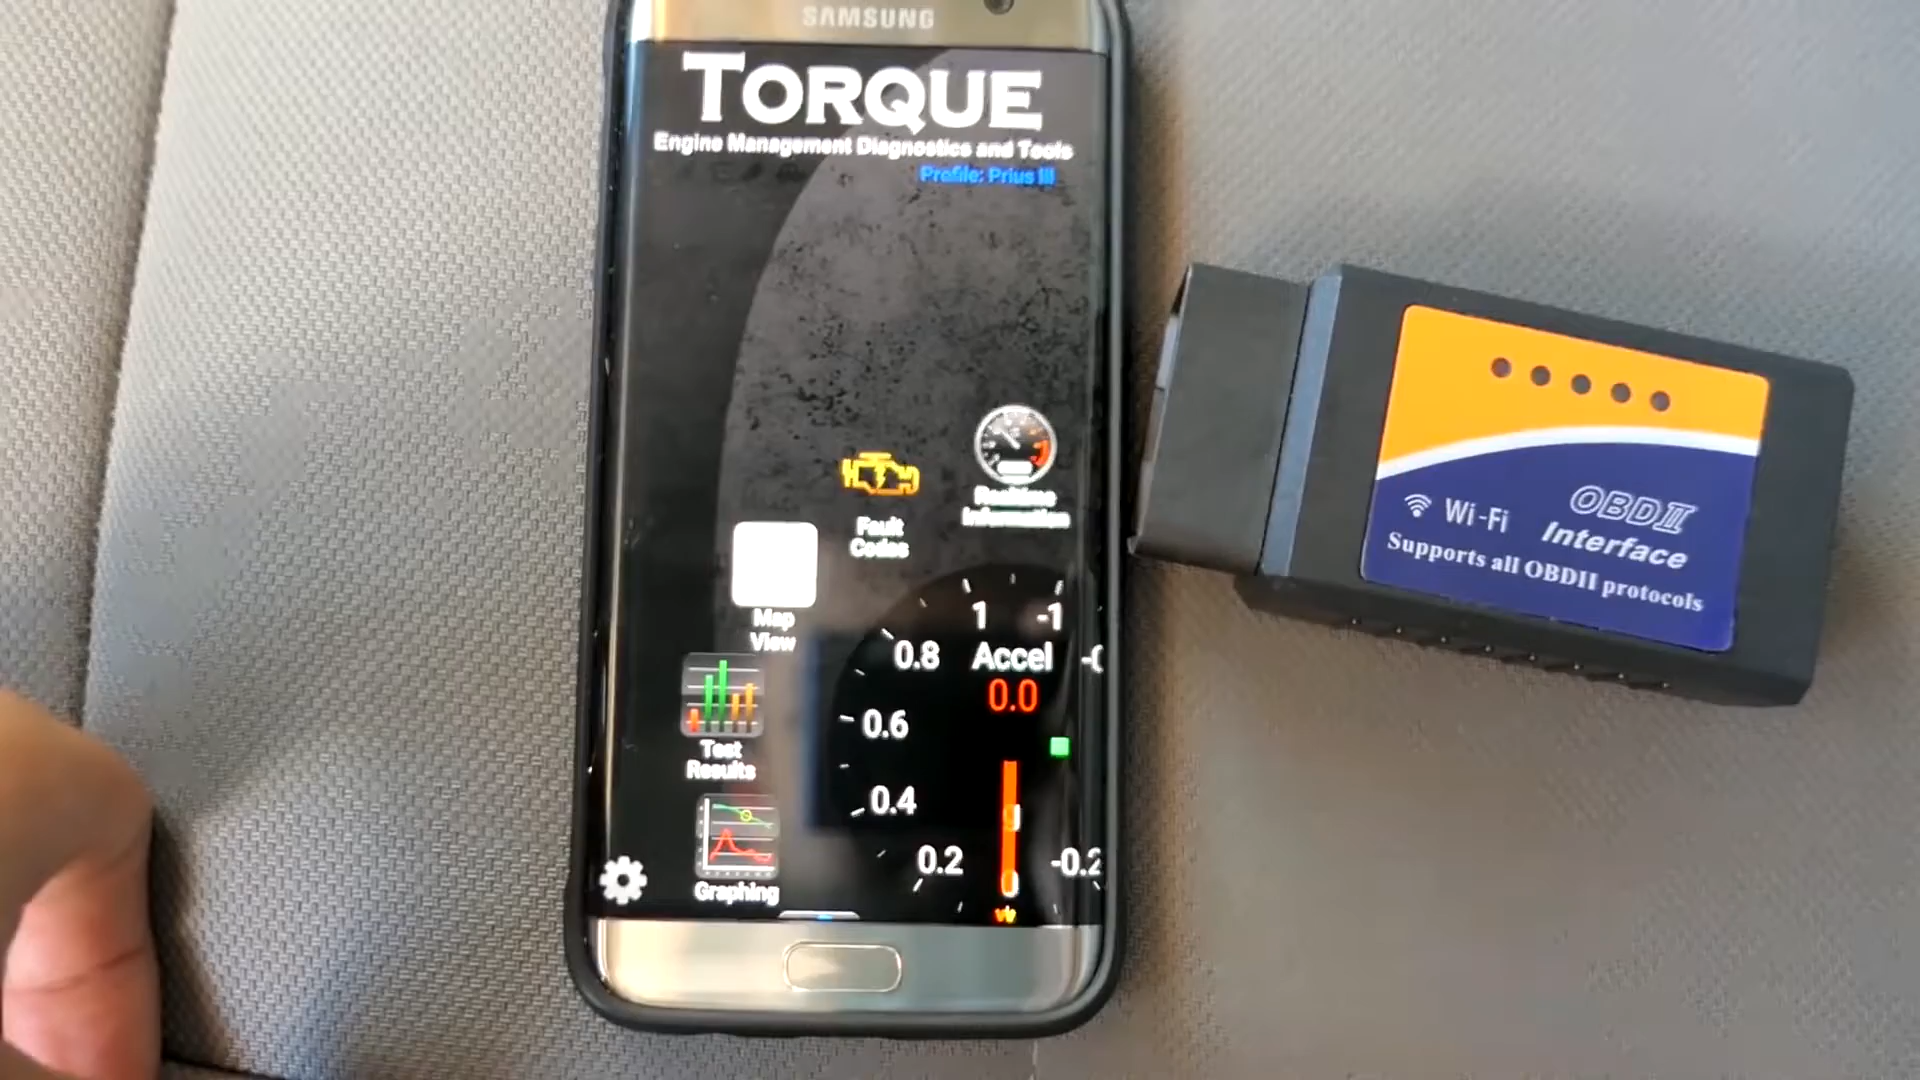 SAMSUNG
TORQUE
Engine Management Diagnostics and Tools
Profile: Prius III
Realtime
Information
Fault
Codes
Map
View
Test
Results
Graphing
1
-1
0.8
Accel
0.0
0.6
0.4
0.2
-0.2
Wi-Fi
OBDII
Interface
Supports all OBDII protocols